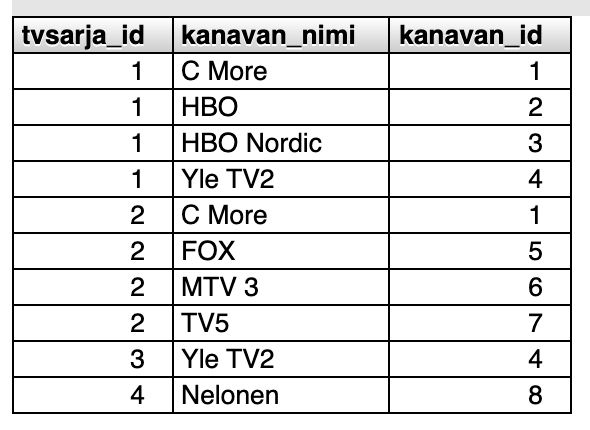 tvsarja_id kanavan_nimi kanavan_id
1 C More 1
1 HBO 2
1 HBO Nordic 3
1 Yle TV2 4
2 C More 1
2 FOX 5
2 MTV 3 6
2 TV5 7
3 Yle TV2 4
4 Nelonen 8